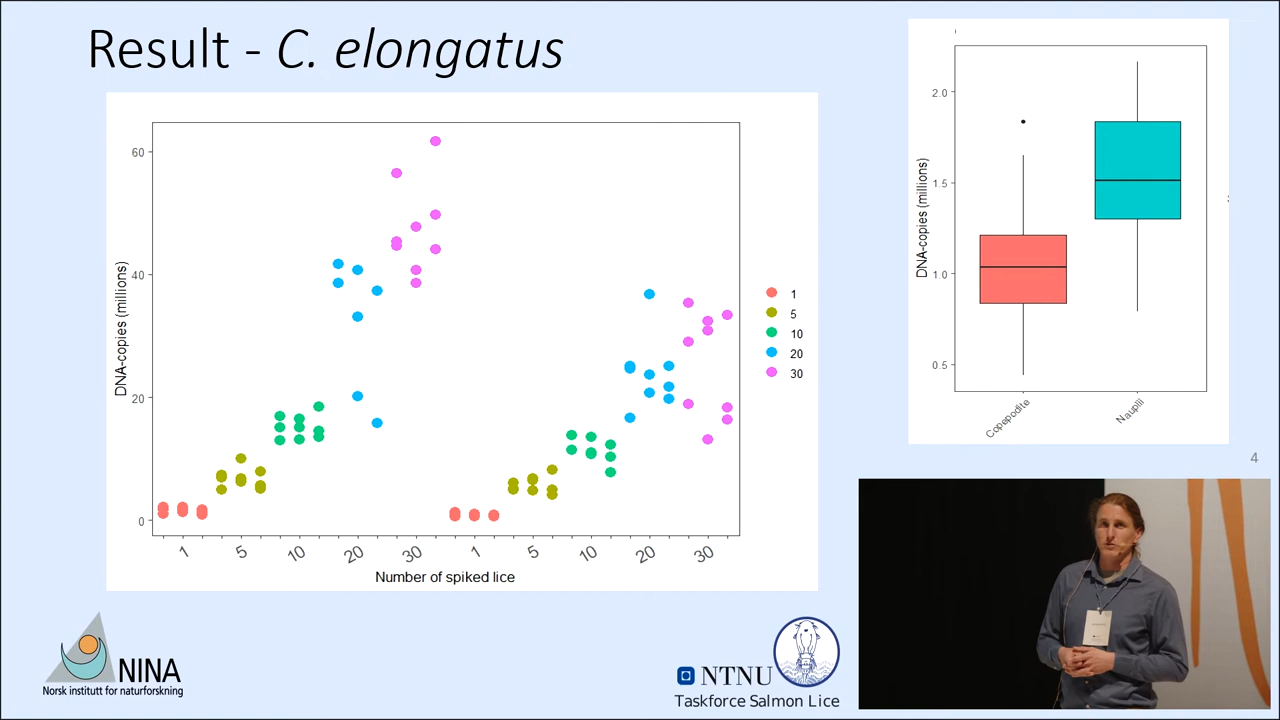 Result - C. elongatus
DNA-copies (millions)
60
40
20
0
1
5
10
20
30
1
5
10
20
30
Number of spiked lice
1
5
10
20
30
DNA-copies (millions)
2.0
1.5
1.0
0.5
Copepodite
Nauplii
4
NINA
Norsk institutt for naturforskning
NTNU
Taskforce Salmon Lice